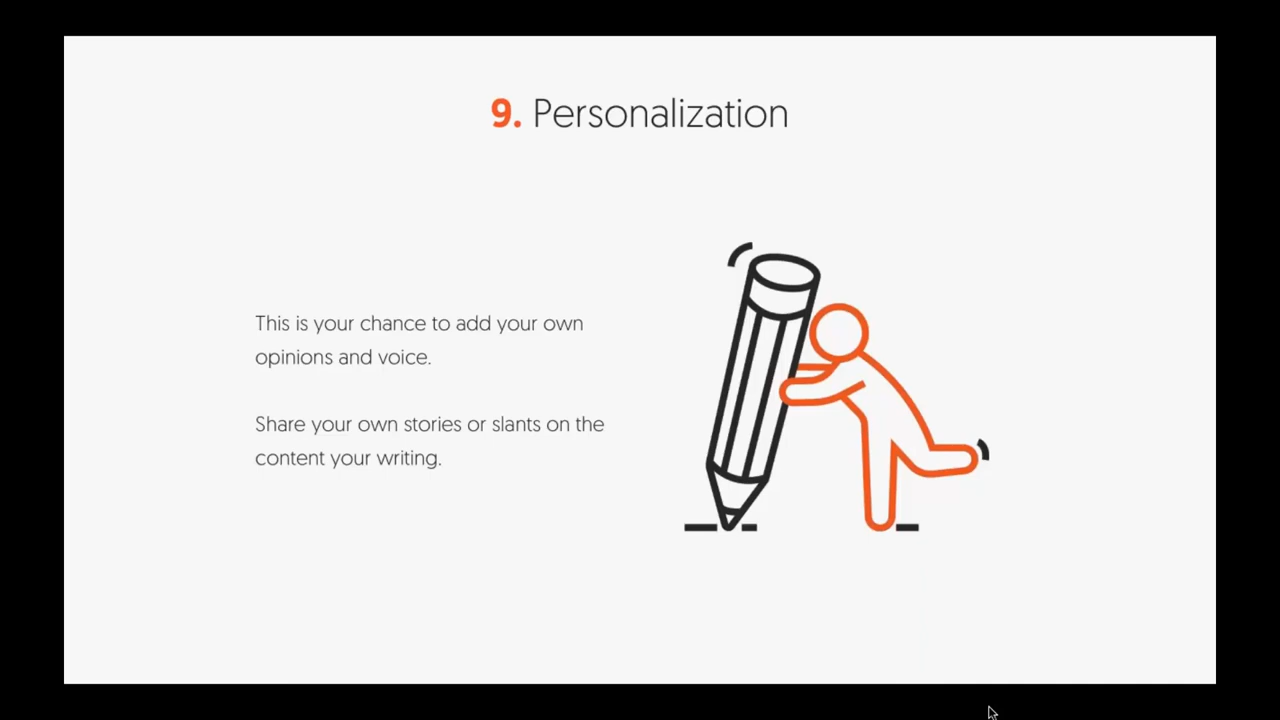 9. Personalization
This is your chance to add your own
opinions and voice.
Share your own stories or slants on the
content your writing.